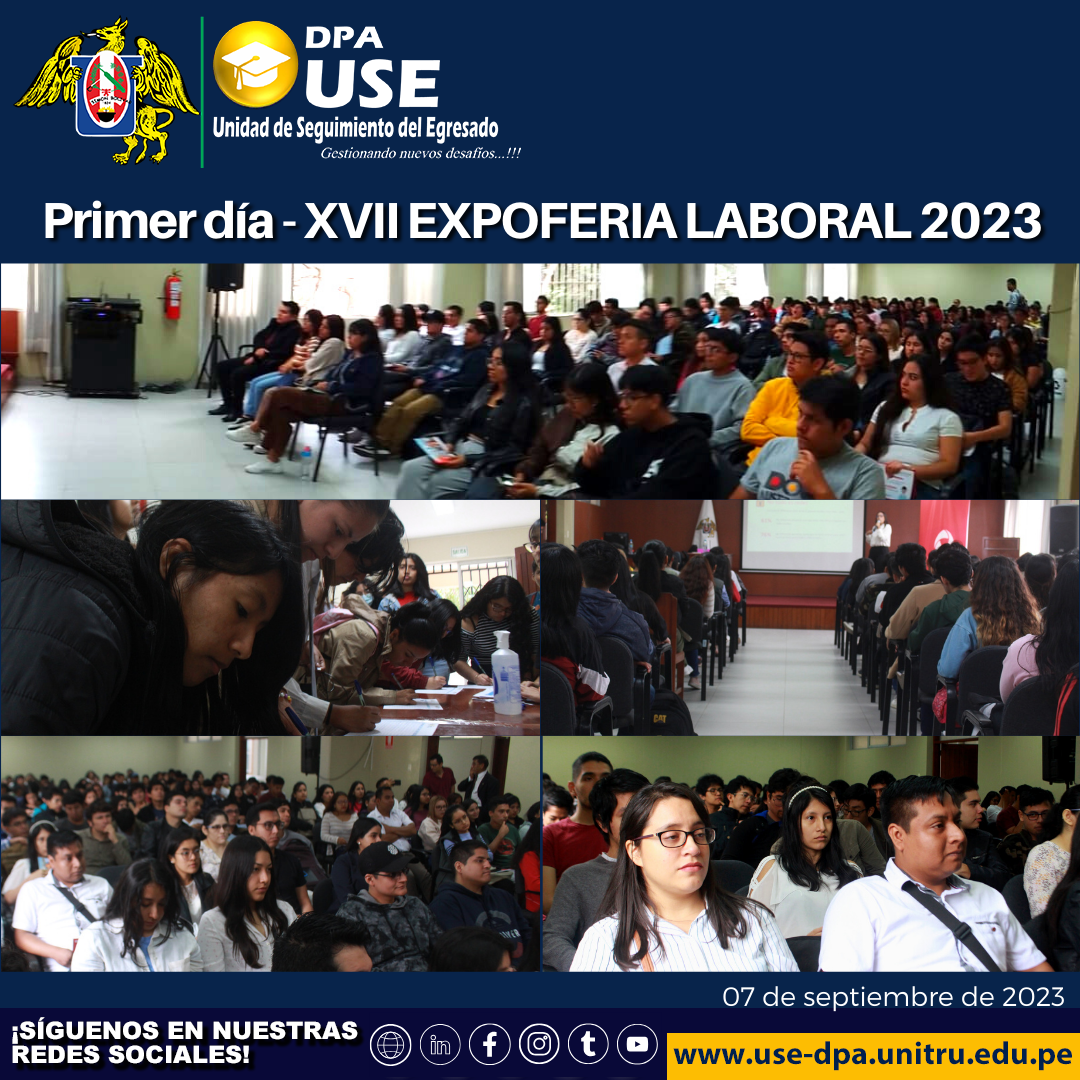 DPA
USE
Unidad de Seguimiento del Egresado
Gestionando nuevos desafíos...!!!
Primer día - XVII EXPOFERIA LABORAL 2023
CAT
07 de septiembre de 2023
¡SÍGUENOS EN NUESTRAS
REDES SOCIALES!
www.use-dpa.unitru.edu.pe